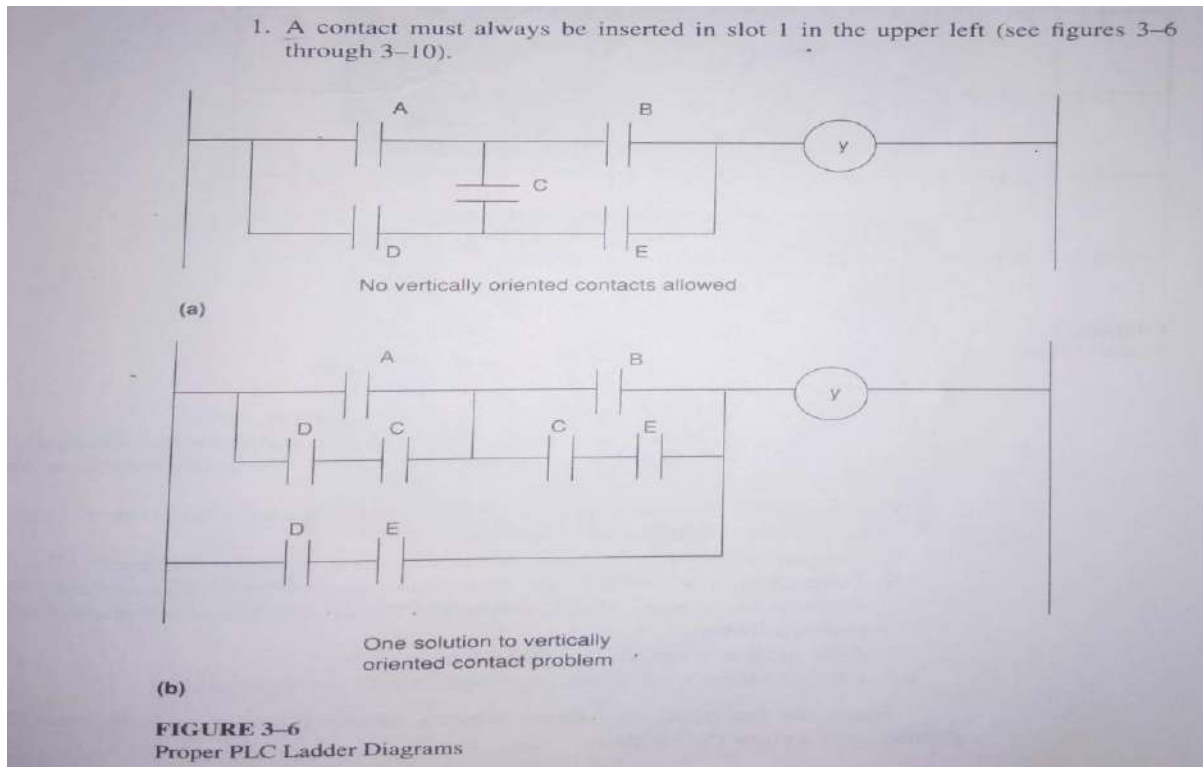 1. A contact must always be inserted in slot 1 in the upper left (see figures 3–6
through 3–10).
A B
y
C
D E
No vertically oriented contacts allowed
(a)
A B
y
D C C E
D E
One solution to vertically
oriented contact problem
(b)
FIGURE 3–6
Proper PLC Ladder Diagrams